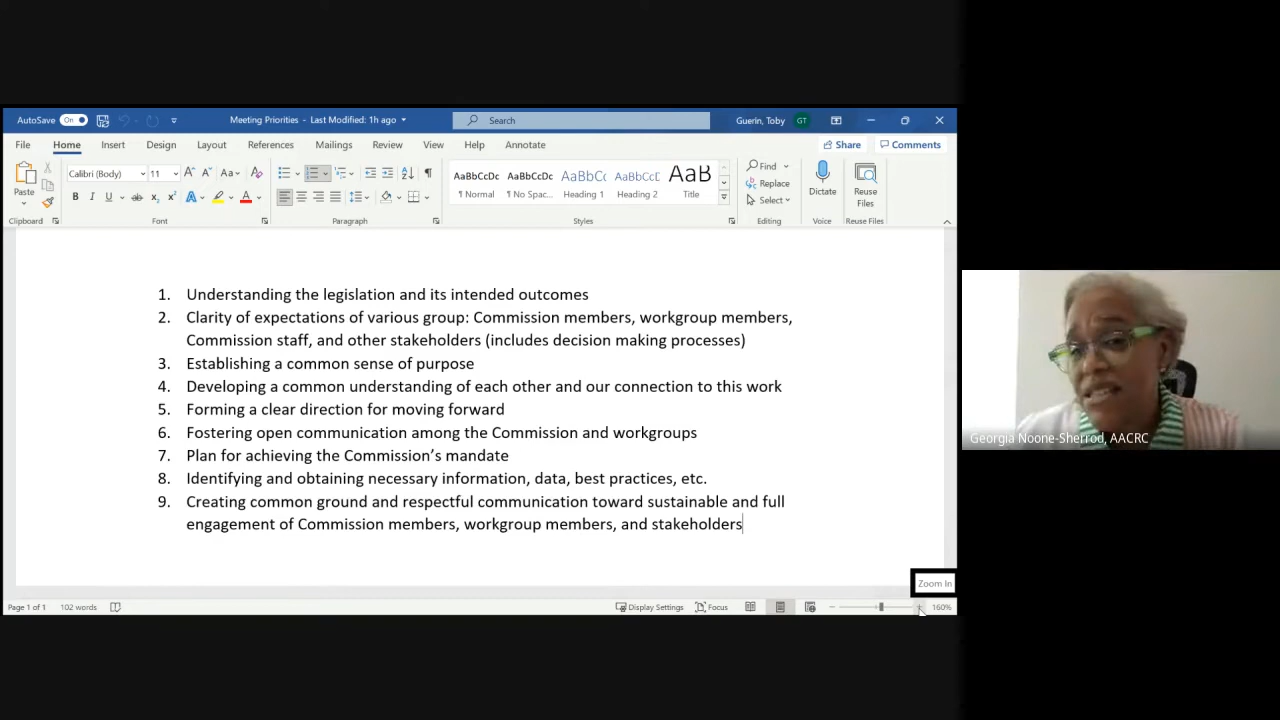 AutoSave On Meeting Priorities - Last Modified: 1h ago Search Guerin, Toby GT
File Home Insert Design Layout References Mailings Review View Help Annotate Share Comments
Calibri (Body) 11 Aa AaBbCcDc AaBbCcDc AaBbCc AaBbCcD AaB Find
Paste Replace Dictate Reuse Files
B I U ab x₂ x² A A Normal No Spac... Heading 1 Heading 2 Title Select
Clipboard Font Paragraph Styles Editing Voice Reuse Files
1. Understanding the legislation and its intended outcomes
2. Clarity of expectations of various group: Commission members, workgroup members,
Commission staff, and other stakeholders (includes decision making processes)
3. Establishing a common sense of purpose
4. Developing a common understanding of each other and our connection to this work
5. Forming a clear direction for moving forward
6. Fostering open communication among the Commission and workgroups
7. Plan for achieving the Commission's mandate
8. Identifying and obtaining necessary information, data, best practices, etc.
9. Creating common ground and respectful communication toward sustainable and full
engagement of Commission members, workgroup members, and stakeholders
Zoom In
Page 1 of 1 102 words Display Settings Focus 160%
Georgia Noone-Sherrod, AACRC